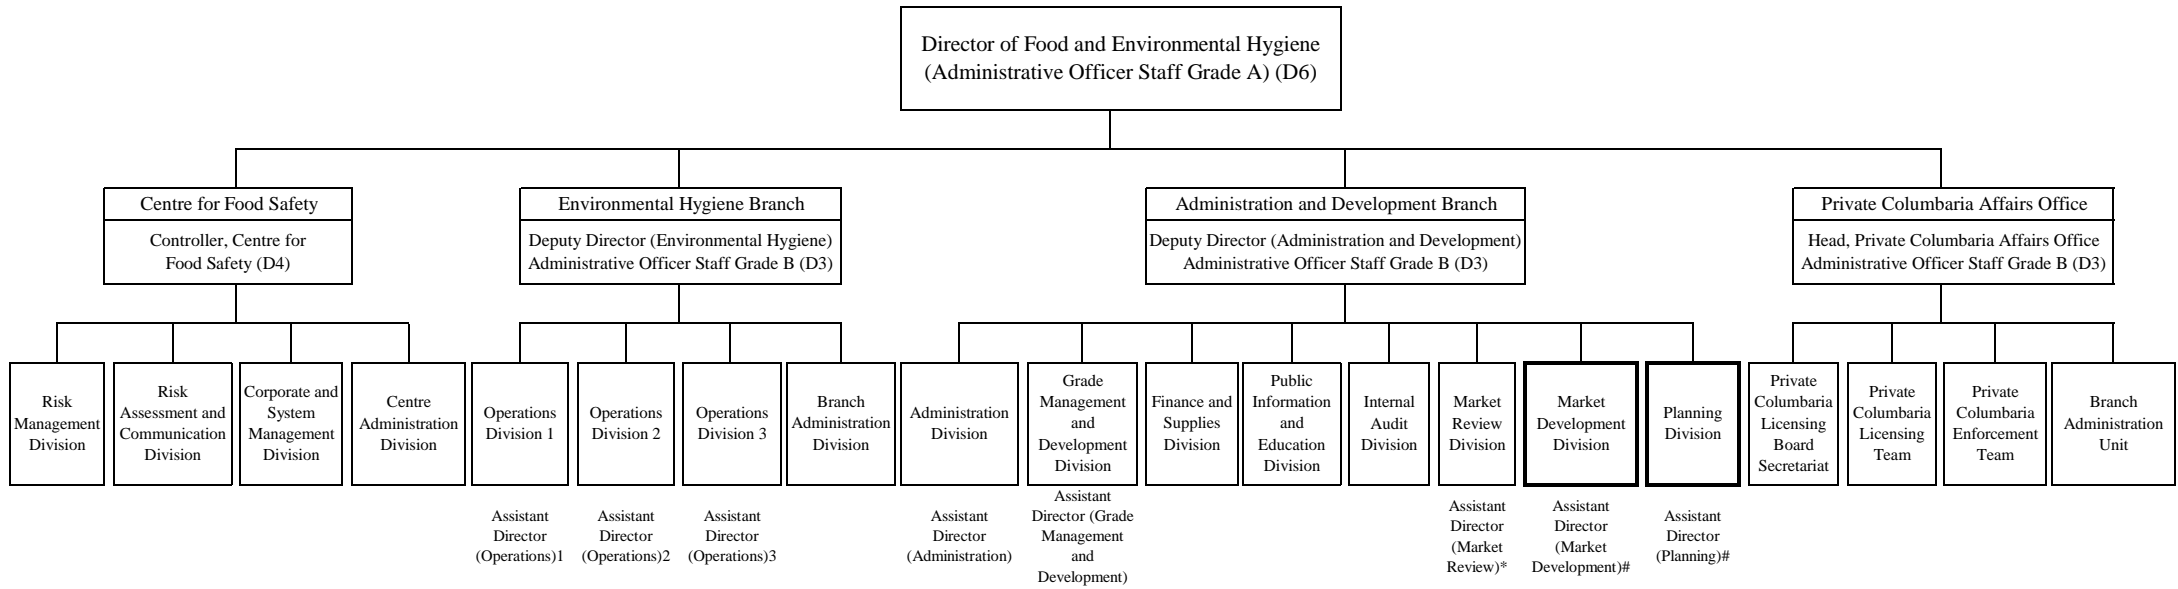 Director of Food and Environmental Hygiene
(Administrative Officer Staff Grade A) (D6)
Centre for Food Safety
Controller, Centre for
Food Safety (D4)
Environmental Hygiene Branch
Deputy Director (Environmental Hygiene)
Administrative Officer Staff Grade B (D3)
Administration and Development Branch
Deputy Director (Administration and Development)
Administrative Officer Staff Grade B (D3)
Private Columbaria Affairs Office
Head, Private Columbaria Affairs Office
Administrative Officer Staff Grade B (D3)
Risk
Management
Division
Risk
Assessment and
Communication
Division
Corporate and
System
Management
Division
Centre
Administration
Division
Operations
Division 1
Operations
Division 2
Operations
Division 3
Branch
Administration
Division
Administration
Division
Grade
Management
and
Development
Division
Finance and
Supplies
Division
Public
Information
and
Education
Division
Internal
Audit
Division
Market
Review
Division
Market
Development
Division
Planning
Division
Private
Columbaria
Licensing
Board
Secretariat
Private
Columbaria
Licensing
Team
Private
Columbaria
Enforcement
Team
Branch
Administration
Unit
Assistant
Director
(Operations)1
Assistant
Director
(Operations)2
Assistant
Director
(Operations)3
Assistant
Director
(Administration)
Assistant
Director (Grade
Management
and
Development)
Assistant
Director
(Market
Review)*
Assistant
Director
(Market
Development)#
Assistant
Director
(Planning)#